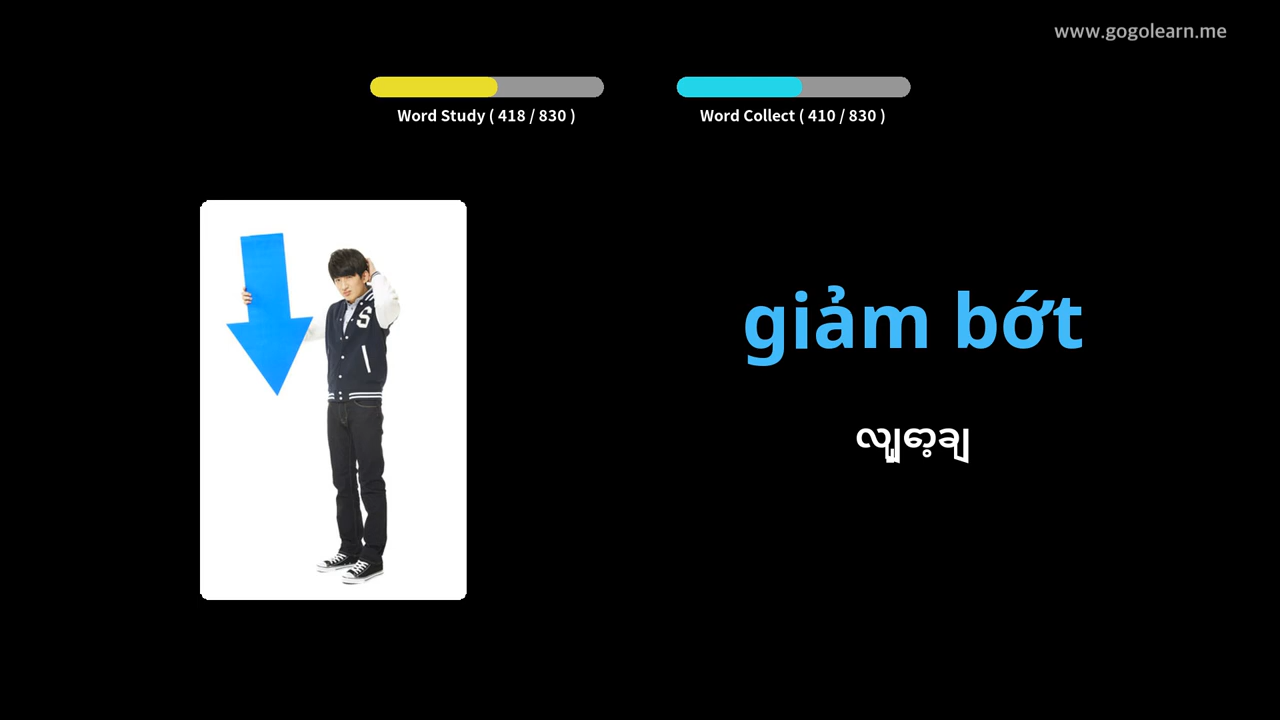 www.gogolearn.me
Word Study ( 418 / 830 )
Word Collect ( 410 / 830 )
S
giảm bớt
လျှော့ချ